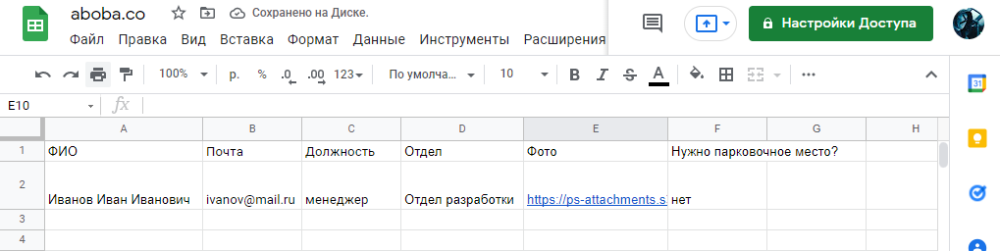 aboba.co Сохранено на Диске.
Файл Правка Вид Вставка Формат Данные Инструменты Расширения
Настройки Доступа
100% р. % .0 .00 123 По умолча... 10 B I S A
E10 fx
A B C D E F G H
1 ФИО Почта Должность Отдел Фото Нужно парковочное место?
2 Иванов Иван Иванович ivanov@mail.ru менеджер Отдел разработки https://ps-attachments.s нет
3
4
31